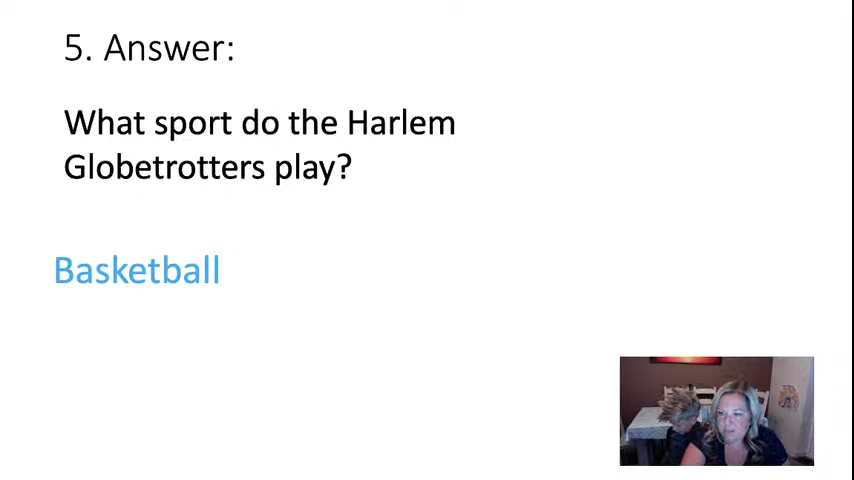 5. Answer:
What sport do the Harlem
Globetrotters play?
Basketball